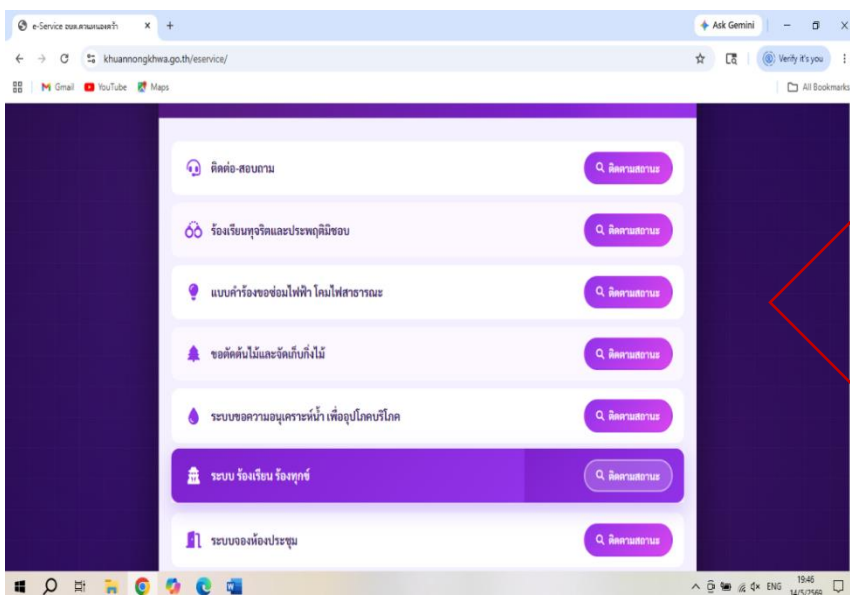 e-Service อบต.ควนหนองคว้า
Ask Gemini
khuannongkhwa.go.th/eservice/
Verify it's you
Gmail
YouTube
Maps
All Bookmarks
ติดต่อ-สอบถาม
ติดตามสถานะ
ร้องเรียนทุจริตและประพฤติมิชอบ
ติดตามสถานะ
แบบคำร้องขอซ่อมไฟฟ้า โคมไฟสาธารณะ
ติดตามสถานะ
ขอตัดต้นไม้และจัดเก็บกิ่งไม้
ติดตามสถานะ
ระบบขอความอนุเคราะห์น้ำ เพื่ออุปโภคบริโภค
ติดตามสถานะ
ระบบ ร้องเรียน ร้องทุกข์
ติดตามสถานะ
ระบบจองห้องประชุม
ติดตามสถานะ
ENG
19:46
14/5/2569